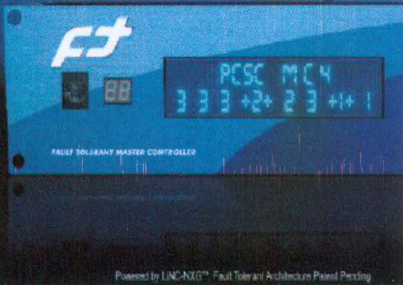 ft
88
PCSC MC4
3 3 3 +2+ 2 3 +1+ 1
FAULT TOLERANT MASTER CONTROLLER
Powered by LiNC-NXG™ Fault Tolerant Architecture Patent Pending